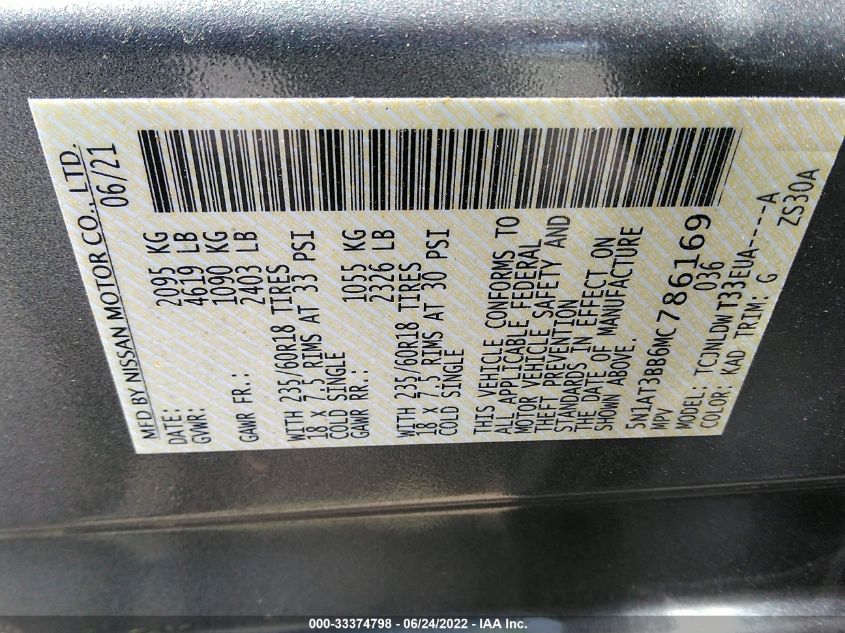 MFD BY NISSAN MOTOR CO., LTD.
DATE: 06/21
GVWR: 2095 KG
4619 LB
GAWR FR.: 1090 KG
2403 LB
WITH 235/60R18 TIRES
18 X 7.5 RIMS AT 33 PSI
COLD SINGLE
GAWR RR.: 1055 KG
2326 LB
WITH 235/60R18 TIRES
18 X 7.5 RIMS AT 30 PSI
COLD SINGLE
THIS VEHICLE CONFORMS TO
ALL APPLICABLE FEDERAL
MOTOR VEHICLE SAFETY AND
THEFT PREVENTION
STANDARDS IN EFFECT ON
THE DATE OF MANUFACTURE
SHOWN ABOVE.
5N1AT3BB6MC786169
MPV 036
MODEL: TCJNLDWT33EUA----A
COLOR: KAD TRIM: G ZS30A
000-33374798 - 06/24/2022 - IAA Inc.